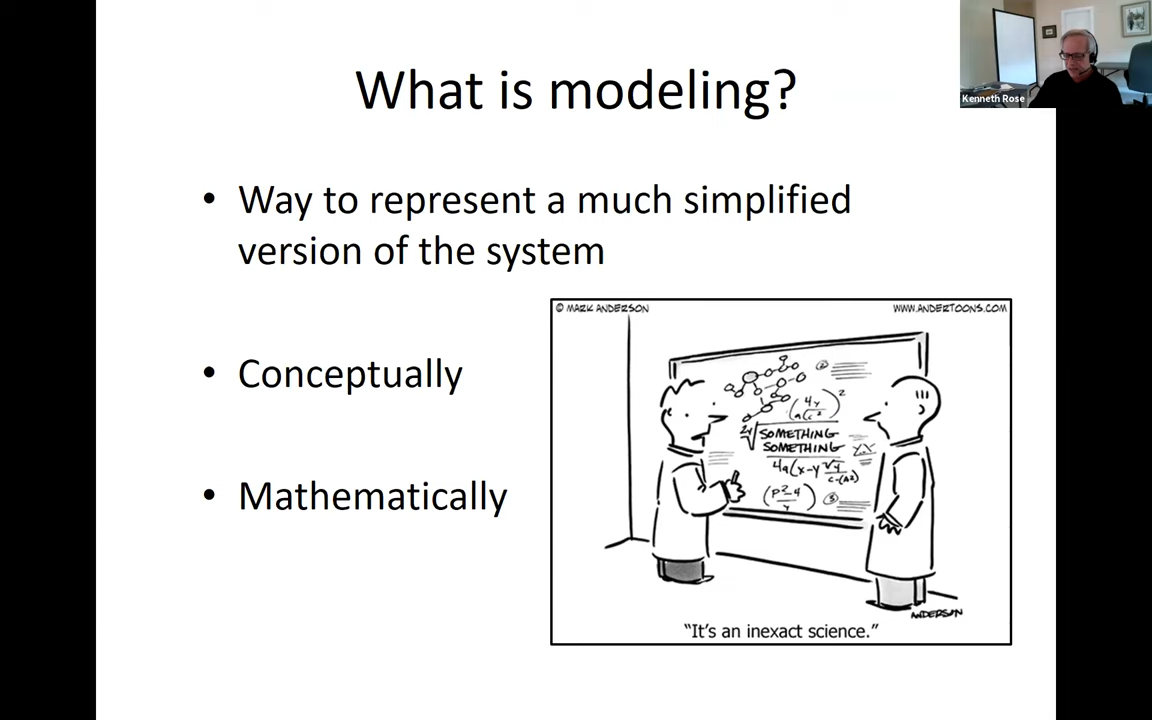 What is modeling?
Kenneth Rose
• Way to represent a much simplified
version of the system
• Conceptually
• Mathematically
© MARK ANDERSON
WWW.ANDERTOONS.COM
SOMETHING
SOMETHING
ANDERSON
"It's an inexact science."